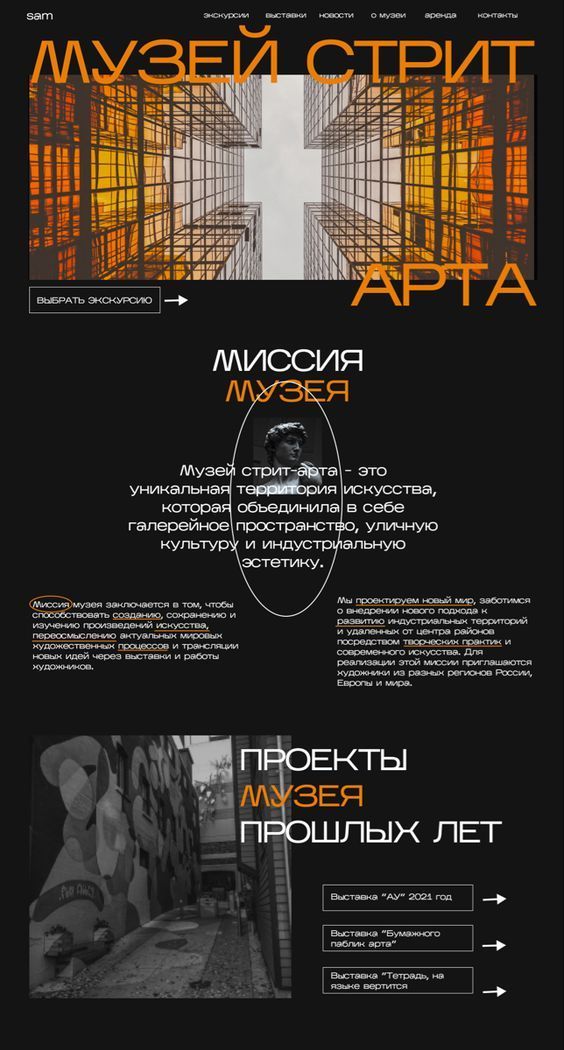 sam
экскурсии выставки новости о музеи аренда контакты
МУЗЕЙ СТРИТ
АРТА
ВЫБРАТЬ ЭКСКУРСИЮ
МИССИЯ
МУЗЕЯ
Музей стрит-арта - это
уникальная территория искусства,
которая объединила в себе
галерейное пространство, уличную
культуру и индустриальную
эстетику.
Миссия музея заключается в том, чтобы
способствовать созданию, сохранению и
изучению произведений искусства,
переосмыслению актуальных мировых
художественных процессов и трансляции
новых идей через выставки и работы
художников.
Мы проектируем новый мир, заботимся
о внедрении нового подхода к
развитию индустриальных территорий
и удаленных от центра районов
посредством творческих практик и
современного искусства. Для
реализации этой миссии приглашаются
художники из разных регионов России,
Европы и мира.
ПРОЕКТЫ
МУЗЕЯ
ПРОШЛЫХ ЛЕТ
Выставка "АУ" 2021 год
Выставка "Бумажного
паблик арта"
Выставка "Тетрадь, на
языке вертится